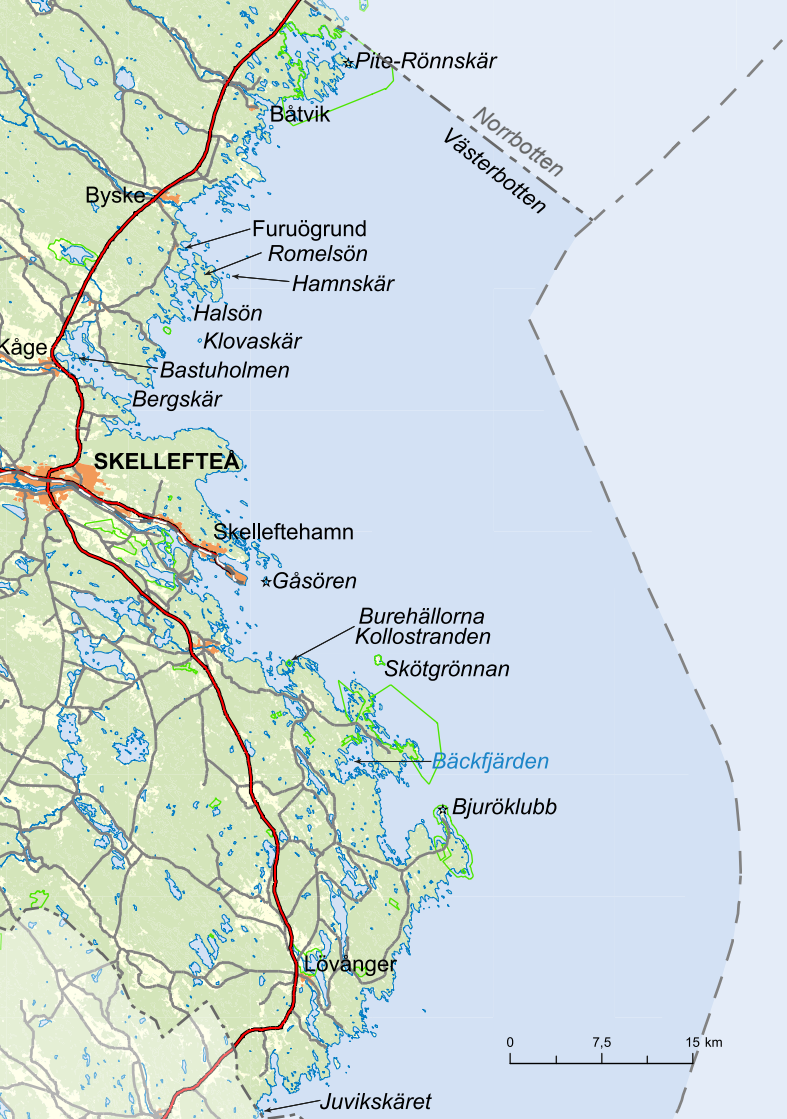 Pite-Rönnskär
Båtvik
Norrbotten
Västerbotten
Byske
Furuögrund
Romelsön
Hamnskär
Halsön
Klovaskär
Kåge
Bastuholmen
Bergskär
SKELLEFTEÅ
Skelleftehamn
Gåsören
Burehällorna
Kollostranden
Skötgrönnan
Bäckfjärden
Bjuröklubb
Lövånger
0 7,5 15 km
Juvikskäret